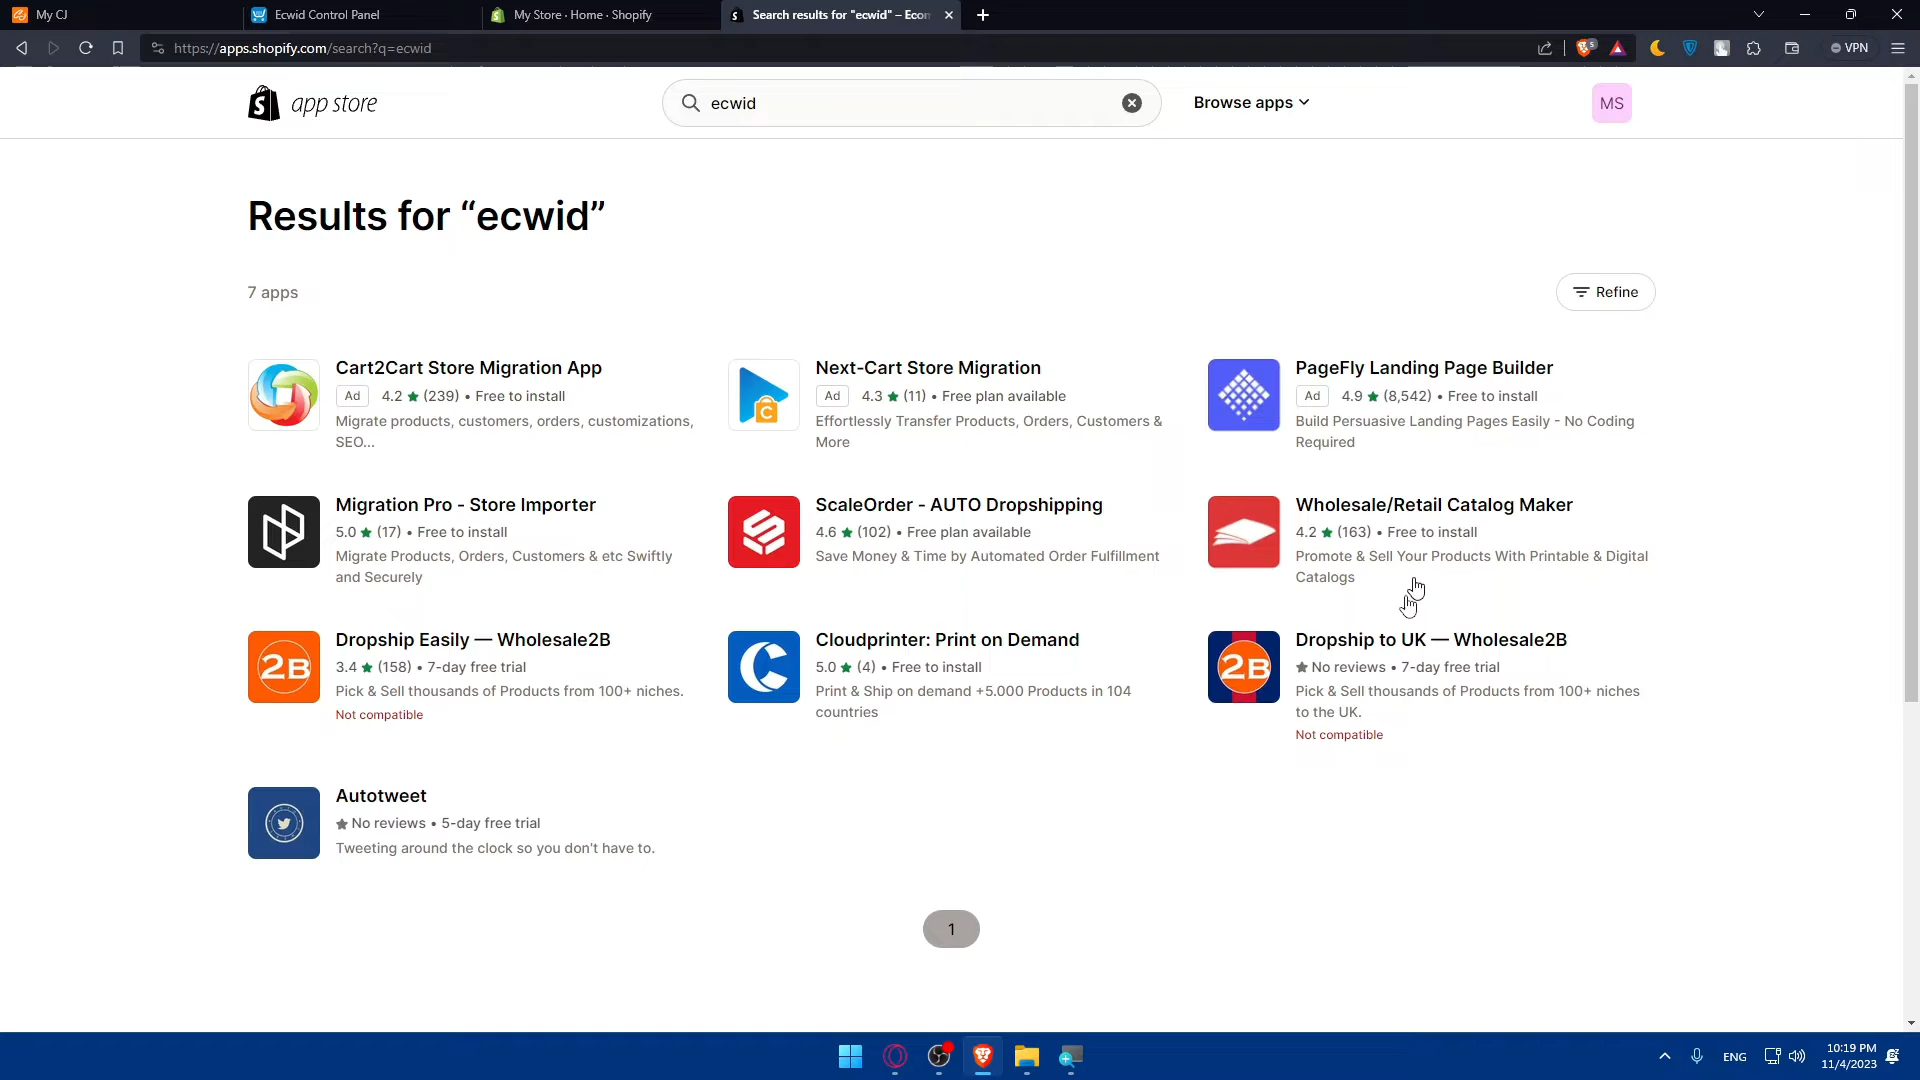 My CJ
Ecwid Control Panel
My Store · Home · Shopify
Search results for "ecwid" – Ecom
https://apps.shopify.com/search?q=ecwid
5
VPN
app store
ecwid
Browse apps
MS
Results for “ecwid”
7 apps
Refine
Cart2Cart Store Migration App
Ad 4.2 ★ (239) • Free to install
Migrate products, customers, orders, customizations,
SEO...
Next-Cart Store Migration
Ad 4.3 ★ (11) • Free plan available
Effortlessly Transfer Products, Orders, Customers &
More
PageFly Landing Page Builder
Ad 4.9 ★ (8,542) • Free to install
Build Persuasive Landing Pages Easily - No Coding
Required
Migration Pro - Store Importer
5.0 ★ (17) • Free to install
Migrate Products, Orders, Customers & etc Swiftly
and Securely
ScaleOrder - AUTO Dropshipping
4.6 ★ (102) • Free plan available
Save Money & Time by Automated Order Fulfillment
Wholesale/Retail Catalog Maker
4.2 ★ (163) • Free to install
Promote & Sell Your Products With Printable & Digital
Catalogs
2B
Dropship Easily — Wholesale2B
3.4 ★ (158) • 7-day free trial
Pick & Sell thousands of Products from 100+ niches.
Not compatible
Cloudprinter: Print on Demand
5.0 ★ (4) • Free to install
Print & Ship on demand +5.000 Products in 104
countries
2B
Dropship to UK — Wholesale2B
★ No reviews • 7-day free trial
Pick & Sell thousands of Products from 100+ niches
to the UK.
Not compatible
Autotweet
★ No reviews • 5-day free trial
Tweeting around the clock so you don't have to.
1
ENG
10:19 PM
11/4/2023